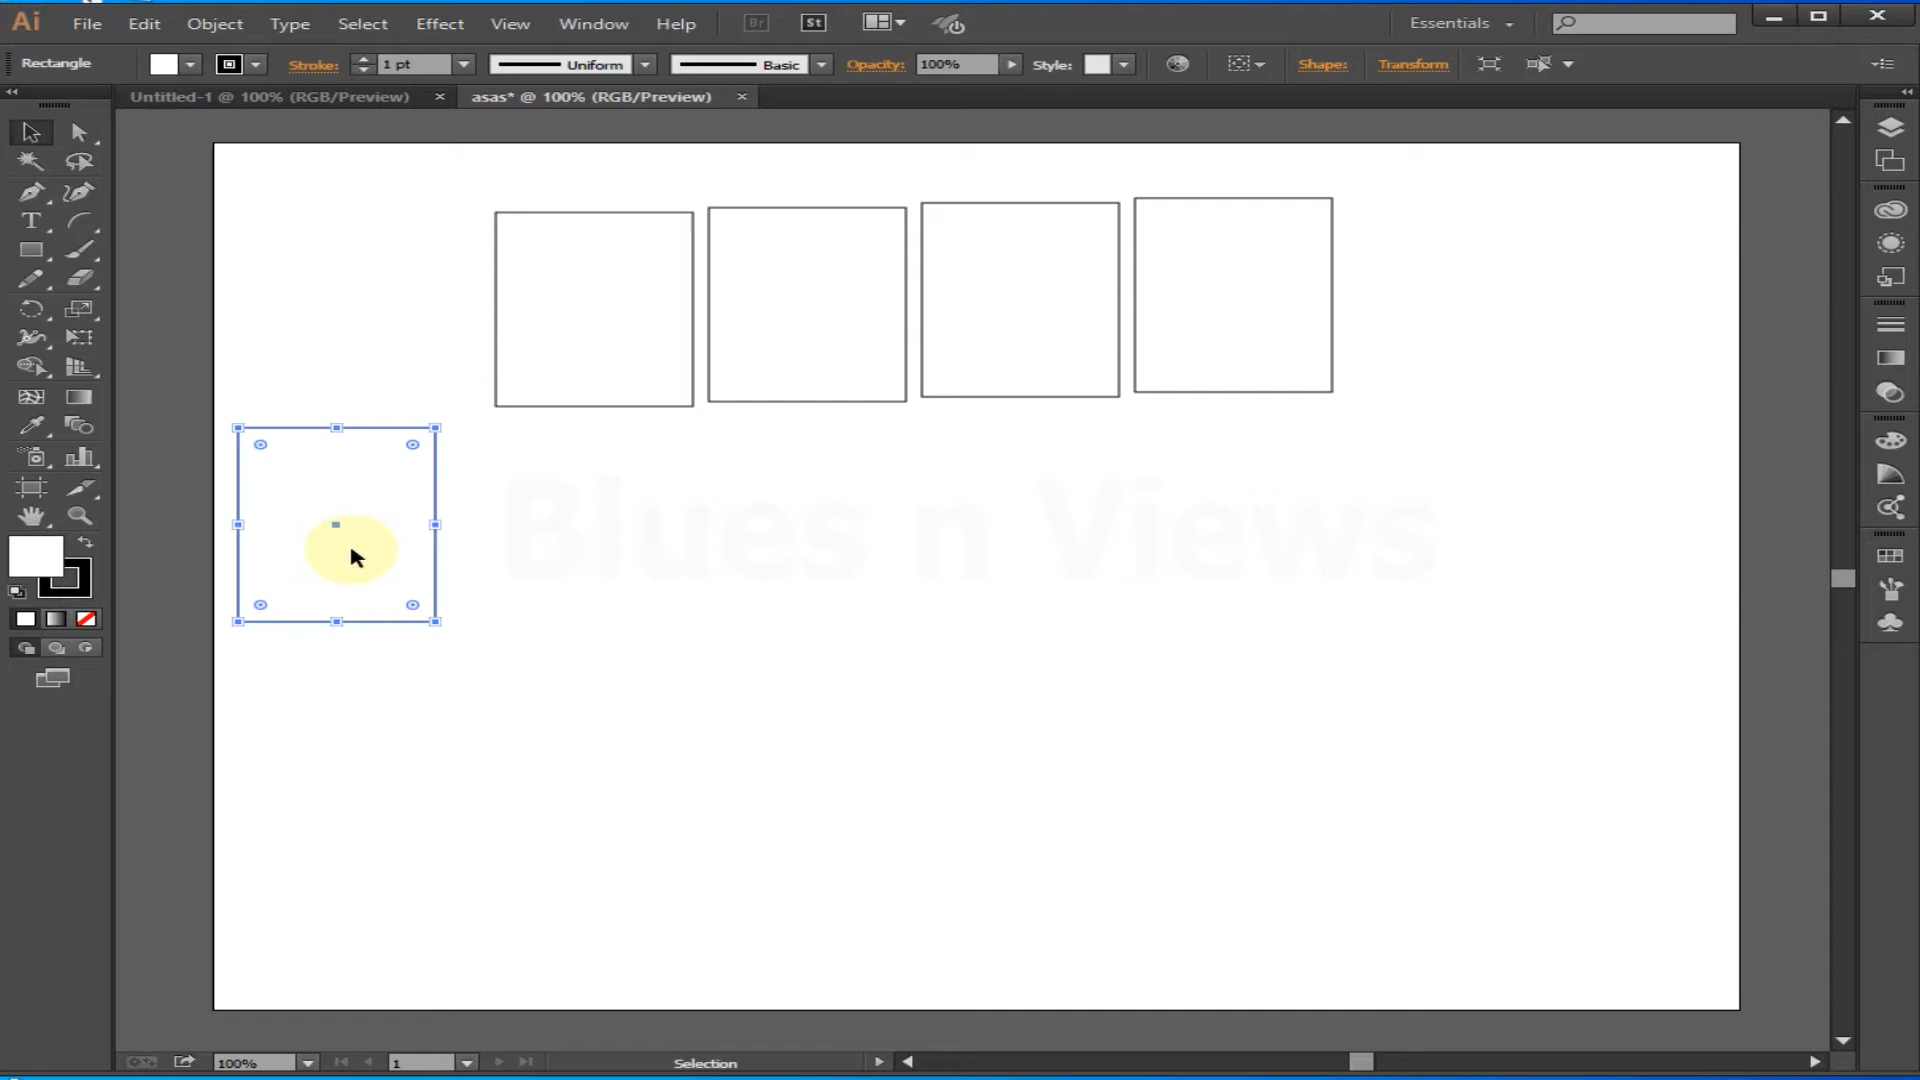 Ai File Edit Object Type Select Effect View Window Help Br St Essentials
Rectangle Stroke: 1 pt Uniform Basic Opacity: 100% Style: Shape: Transform
Untitled-1 @ 100% (RGB/Preview) × asas* @ 100% (RGB/Preview) ×
T
Blues n Views
100% 1 Selection